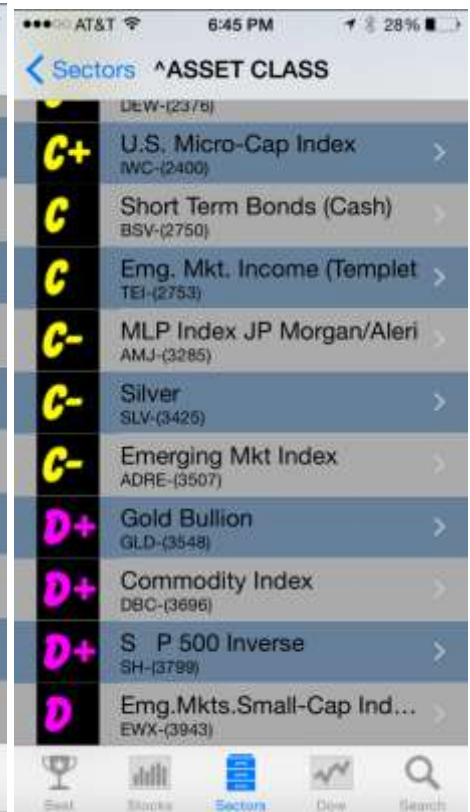 AT&T 6:45 PM 28%
Sectors ^ASSET CLASS
DEW-(2376)
C+ U.S. Micro-Cap Index
IWC-(2400)
C Short Term Bonds (Cash)
BSV-(2750)
C Emg. Mkt. Income (Templet
TEI-(2753)
C- MLP Index JP Morgan/Aleri
AMJ-(3285)
C- Silver
SLV-(3425)
C- Emerging Mkt Index
ADRE-(3507)
D+ Gold Bullion
GLD-(3548)
D+ Commodity Index
DBC-(3696)
D+ S P 500 Inverse
SH-(3799)
D Emg.Mkts.Small-Cap Ind...
EWX-(3943)
Best Stocks Sectors Dow Search